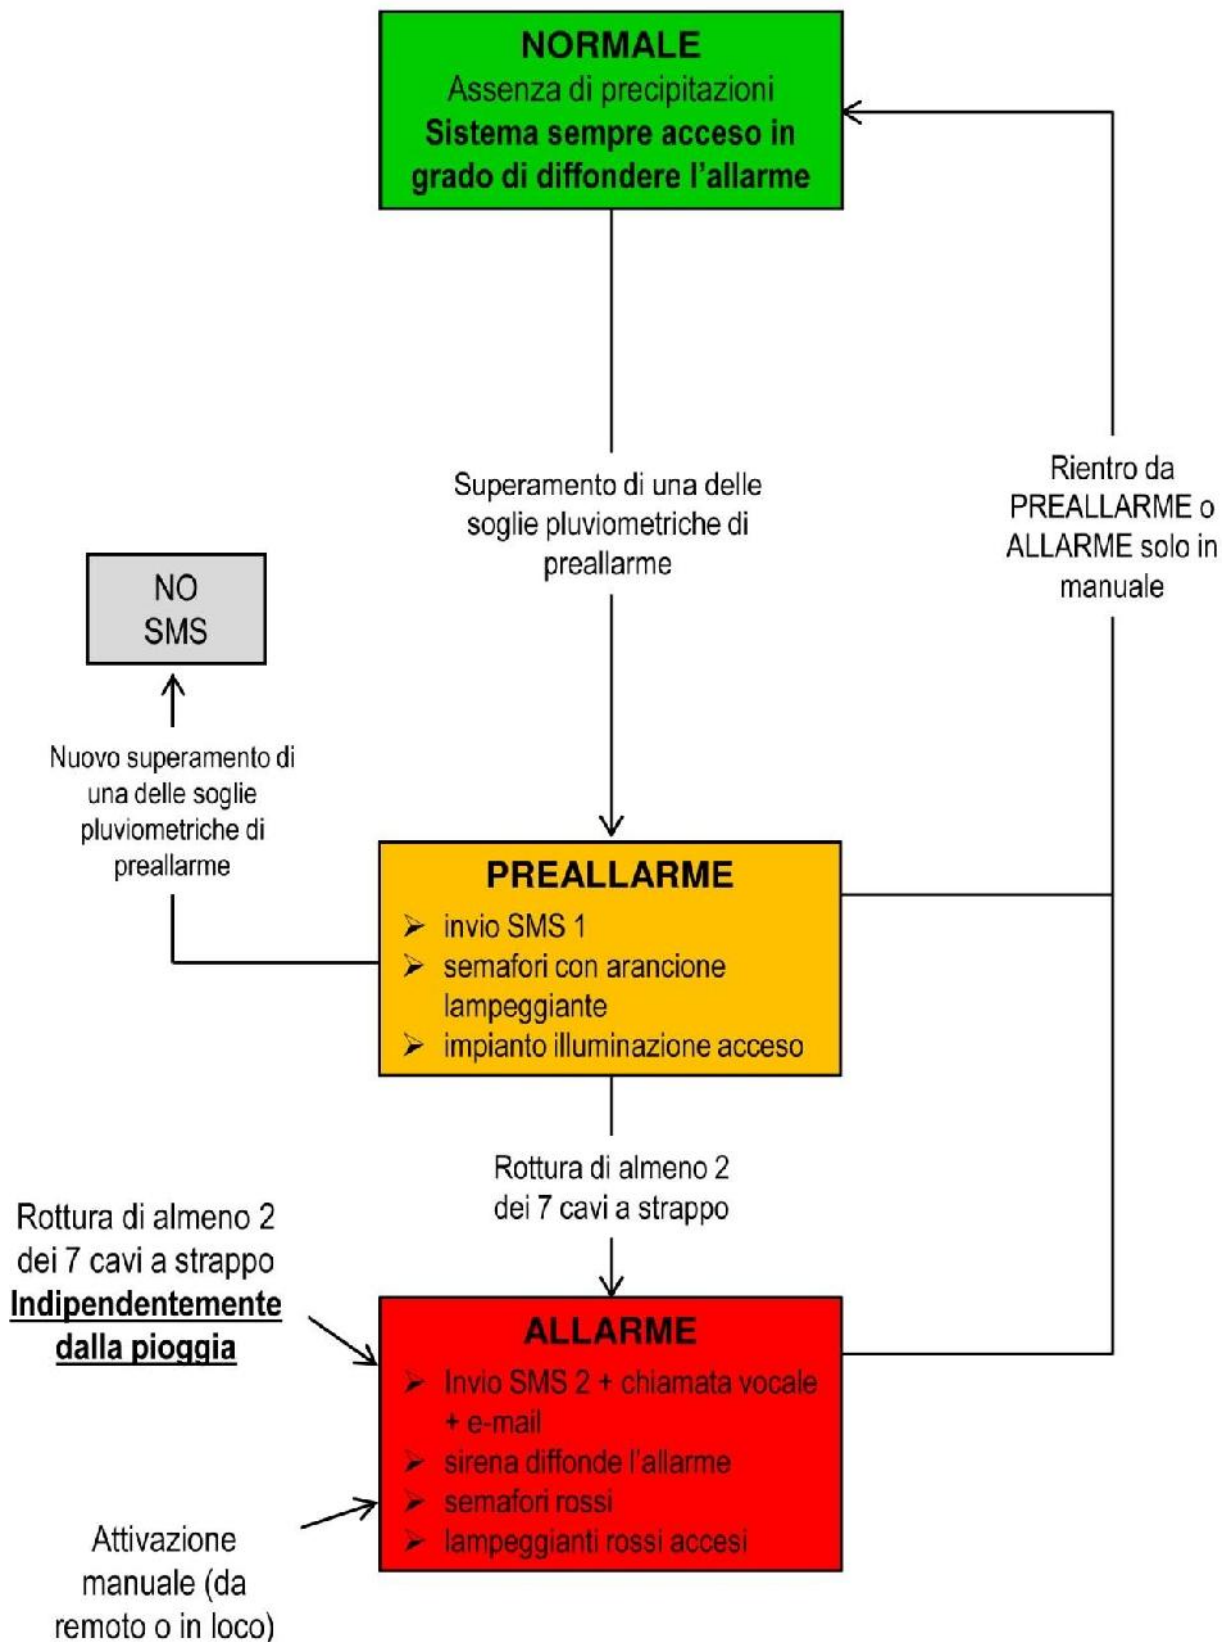 NORMALE
Assenza di precipitazioni
Sistema sempre acceso in
grado di diffondere l'allarme
Superamento di una delle
soglie pluviometriche di
preallarme
Rientro da
PREALLARME o
ALLARME solo in
manuale
NO
SMS
Nuovo superamento di
una delle soglie
pluviometriche di
preallarme
PREALLARME
➢ invio SMS 1
➢ semafori con arancione
lampeggiante
➢ impianto illuminazione acceso
Rottura di almeno 2
dei 7 cavi a strappo
Rottura di almeno 2
dei 7 cavi a strappo
Indipendentemente
dalla pioggia
ALLARME
➢ Invio SMS 2 + chiamata vocale
+ e-mail
➢ sirena diffonde l'allarme
➢ semafori rossi
➢ lampeggianti rossi accesi
Attivazione
manuale (da
remoto o in loco)